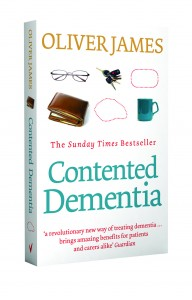 OLIVER JAMES
The Sunday Times Bestseller
Contented
Dementia
'a revolutionary new way of treating dementia ...
brings amazing benefits for patients
and carers alike' Guardian
OLIVER JAMES
Contented Dementia